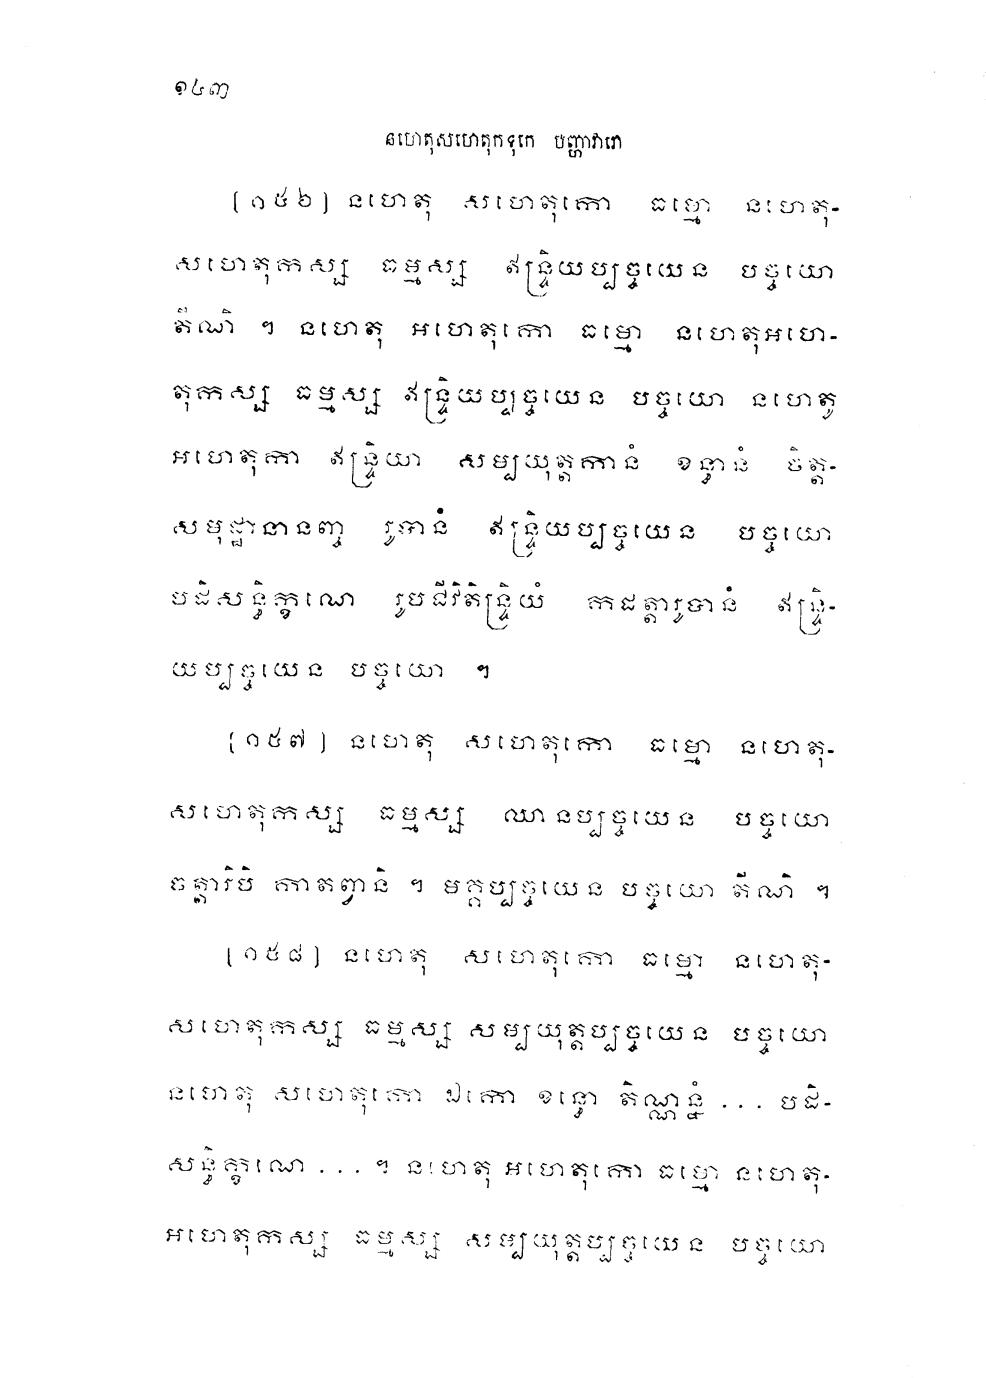 ១៤៣
នហេតុសហេតុកទុកេ បញ្ហាវារោ
[១៥៦] នហេតុ សហេតុកោ ធម្មោ នហេតុ-
សហេតុកស្ស ធម្មស្ស ឥន្ទ្រិយប្បច្ចយេន បច្ចយោ
តីណិ ។ នហេតុ អហេតុកោ ធម្មោ នហេតុអហេ-
តុកស្ស ធម្មស្ស ឥន្ទ្រិយប្បច្ចយេន បច្ចយោ នហេតូ
អហេតុកា ឥន្ទ្រិយា សម្បយុត្តកានំ ខន្ធានំ ចិត្ត-
សមុដ្ឋានានញ្ច រូបានំ ឥន្ទ្រិយប្បច្ចយេន បច្ចយោ
បដិសន្ធិក្ខណេ រូបជីវិតិន្ទ្រិយំ កដត្តារូបានំ ឥន្ទ្រិ-
យប្បច្ចយេន បច្ចយោ ។
[១៥៧] នហេតុ សហេតុកោ ធម្មោ នហេតុ-
សហេតុកស្ស ធម្មស្ស ឈានប្បច្ចយេន បច្ចយោ
ចត្តារិបិ កាតព្វានិ ។ មគ្គប្បច្ចយេន បច្ចយោ តីណិ ។
[១៥៨] នហេតុ សហេតុកោ ធម្មោ នហេតុ-
សហេតុកស្ស ធម្មស្ស សម្បយុត្តប្បច្ចយេន បច្ចយោ
នហេតុ សហេតុកោ ឯកោ ខន្ធោ តិណ្ណន្នំ ... បដិ-
សន្ធិក្ខណេ ... ។ នហេតុ អហេតុកោ ធម្មោ នហេតុ-
អហេតុកស្ស ធម្មស្ស សម្បយុត្តប្បច្ចយេន បច្ចយោ